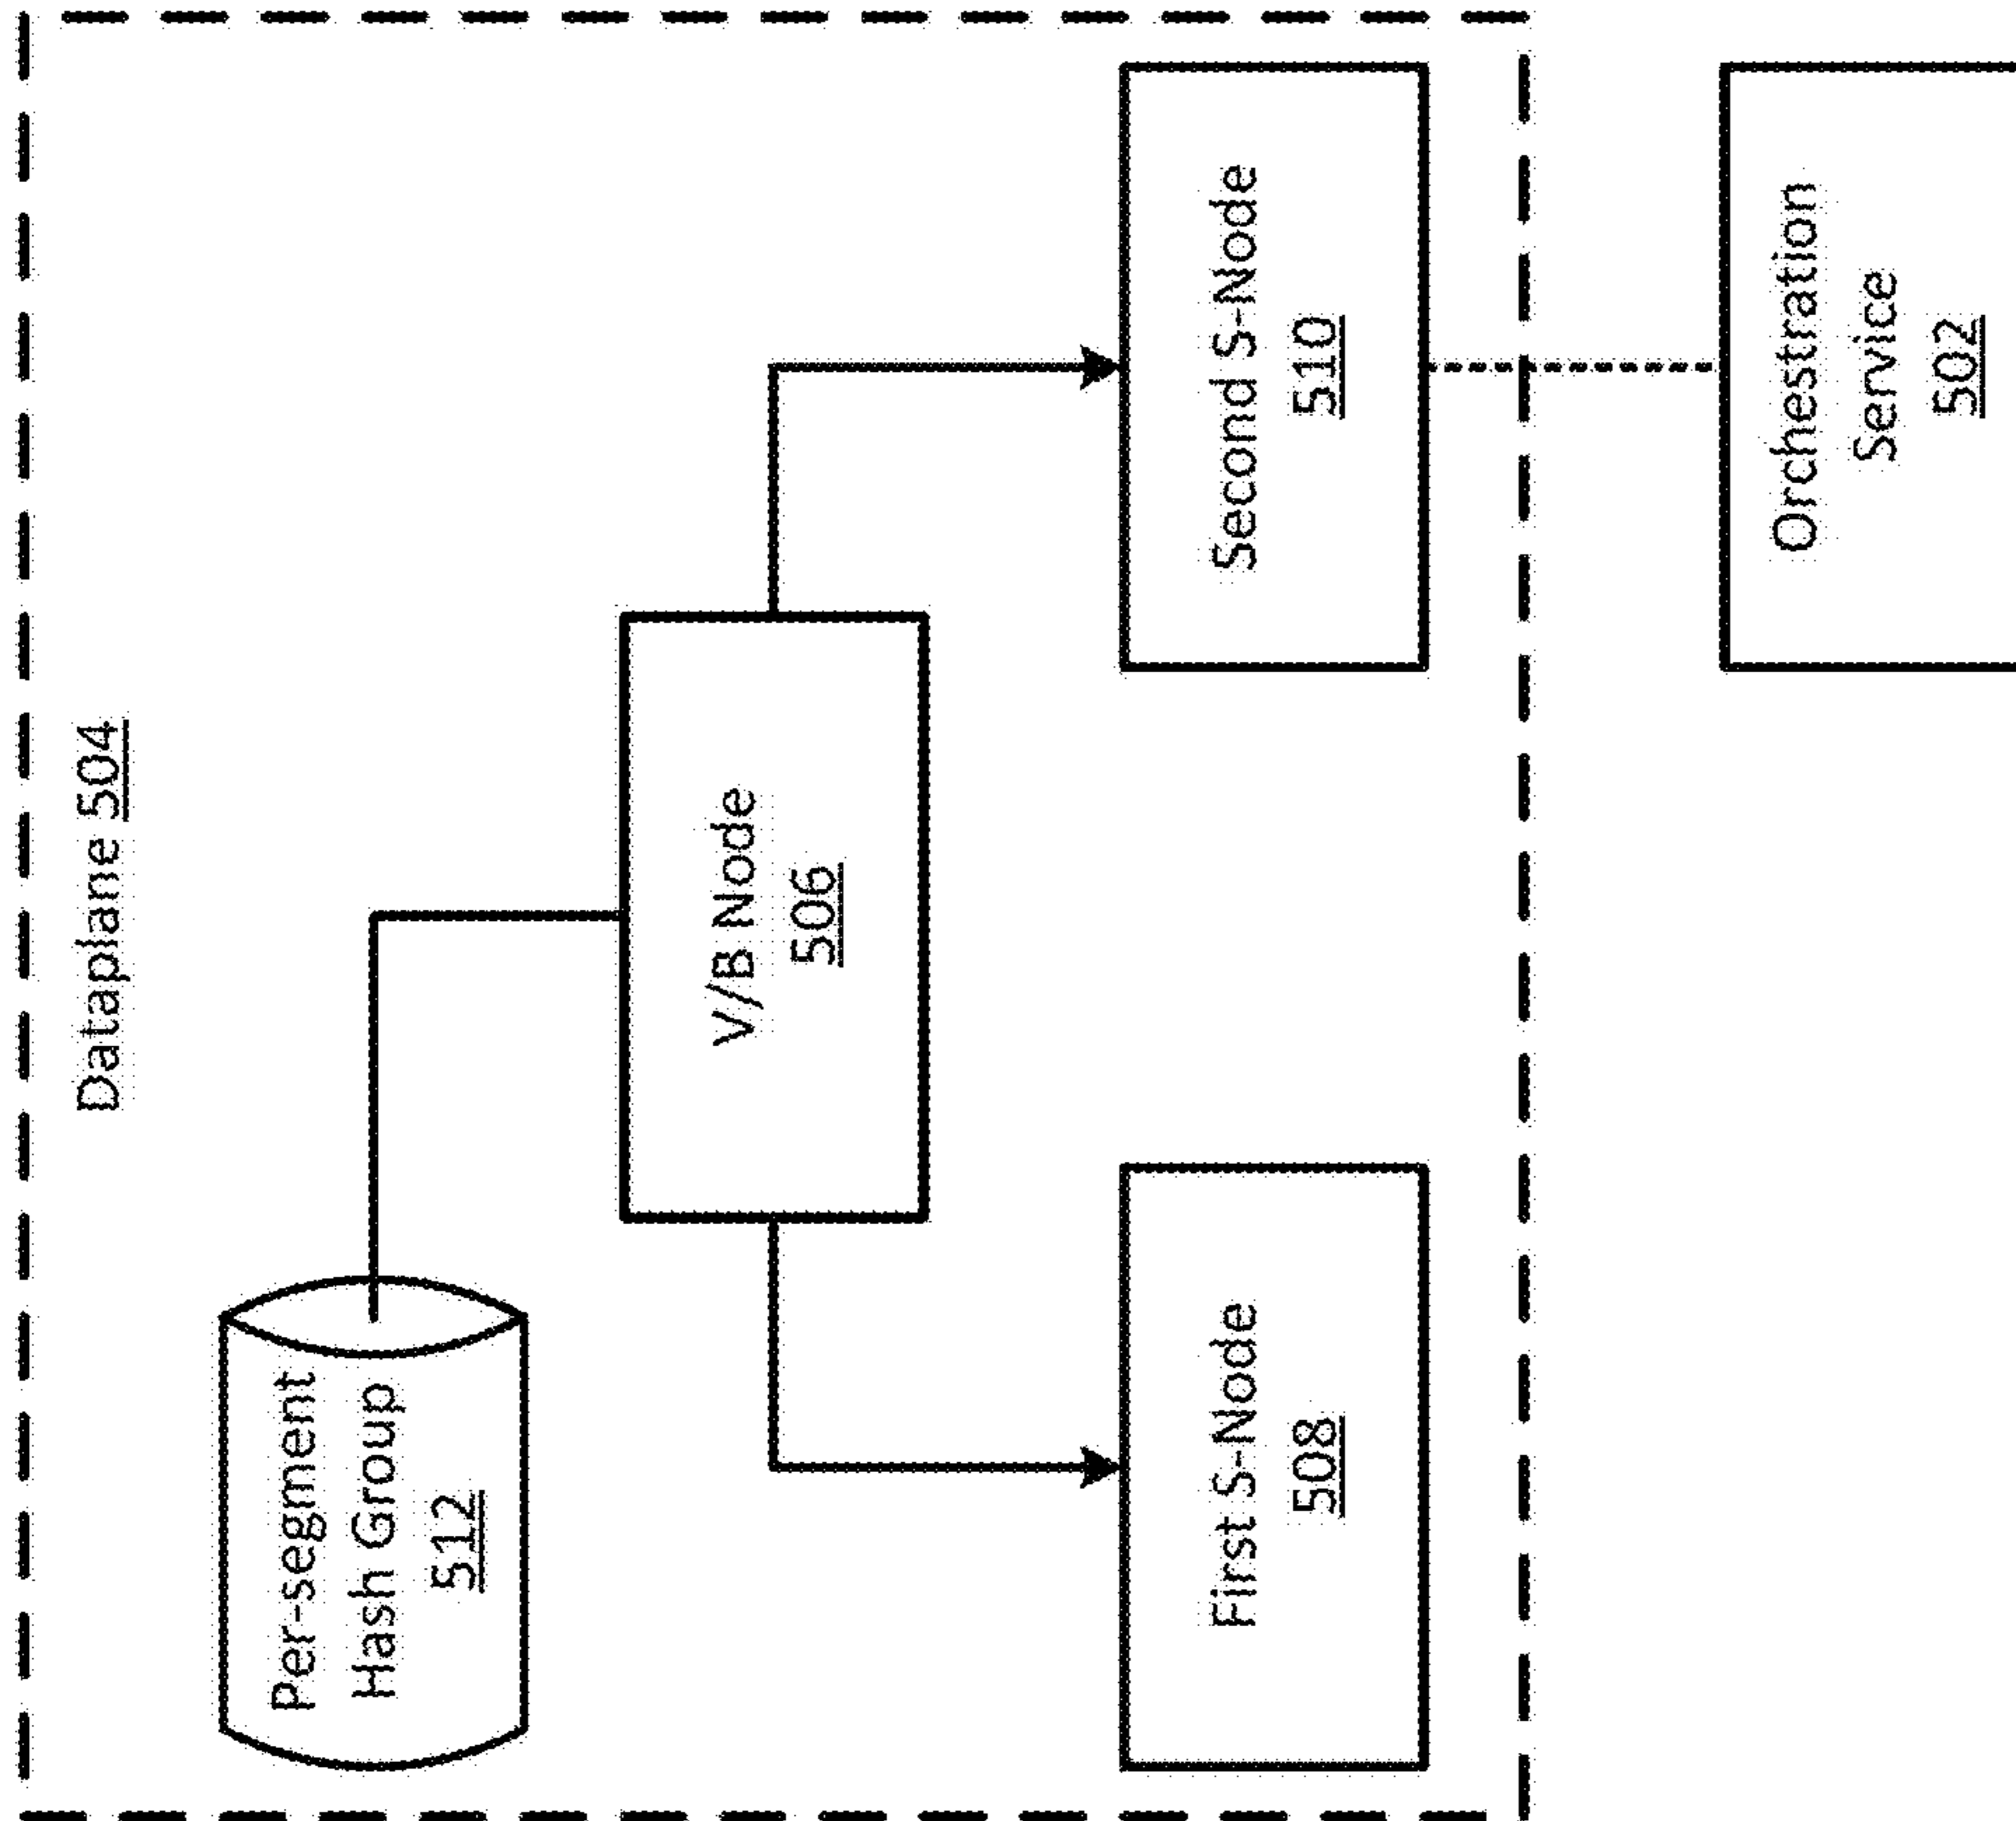 Dataplane 504
Per-segment
Hash Group
512
V/B Node
506
First S-Node
508
Second S-Node
510
Orchestration
Service
502